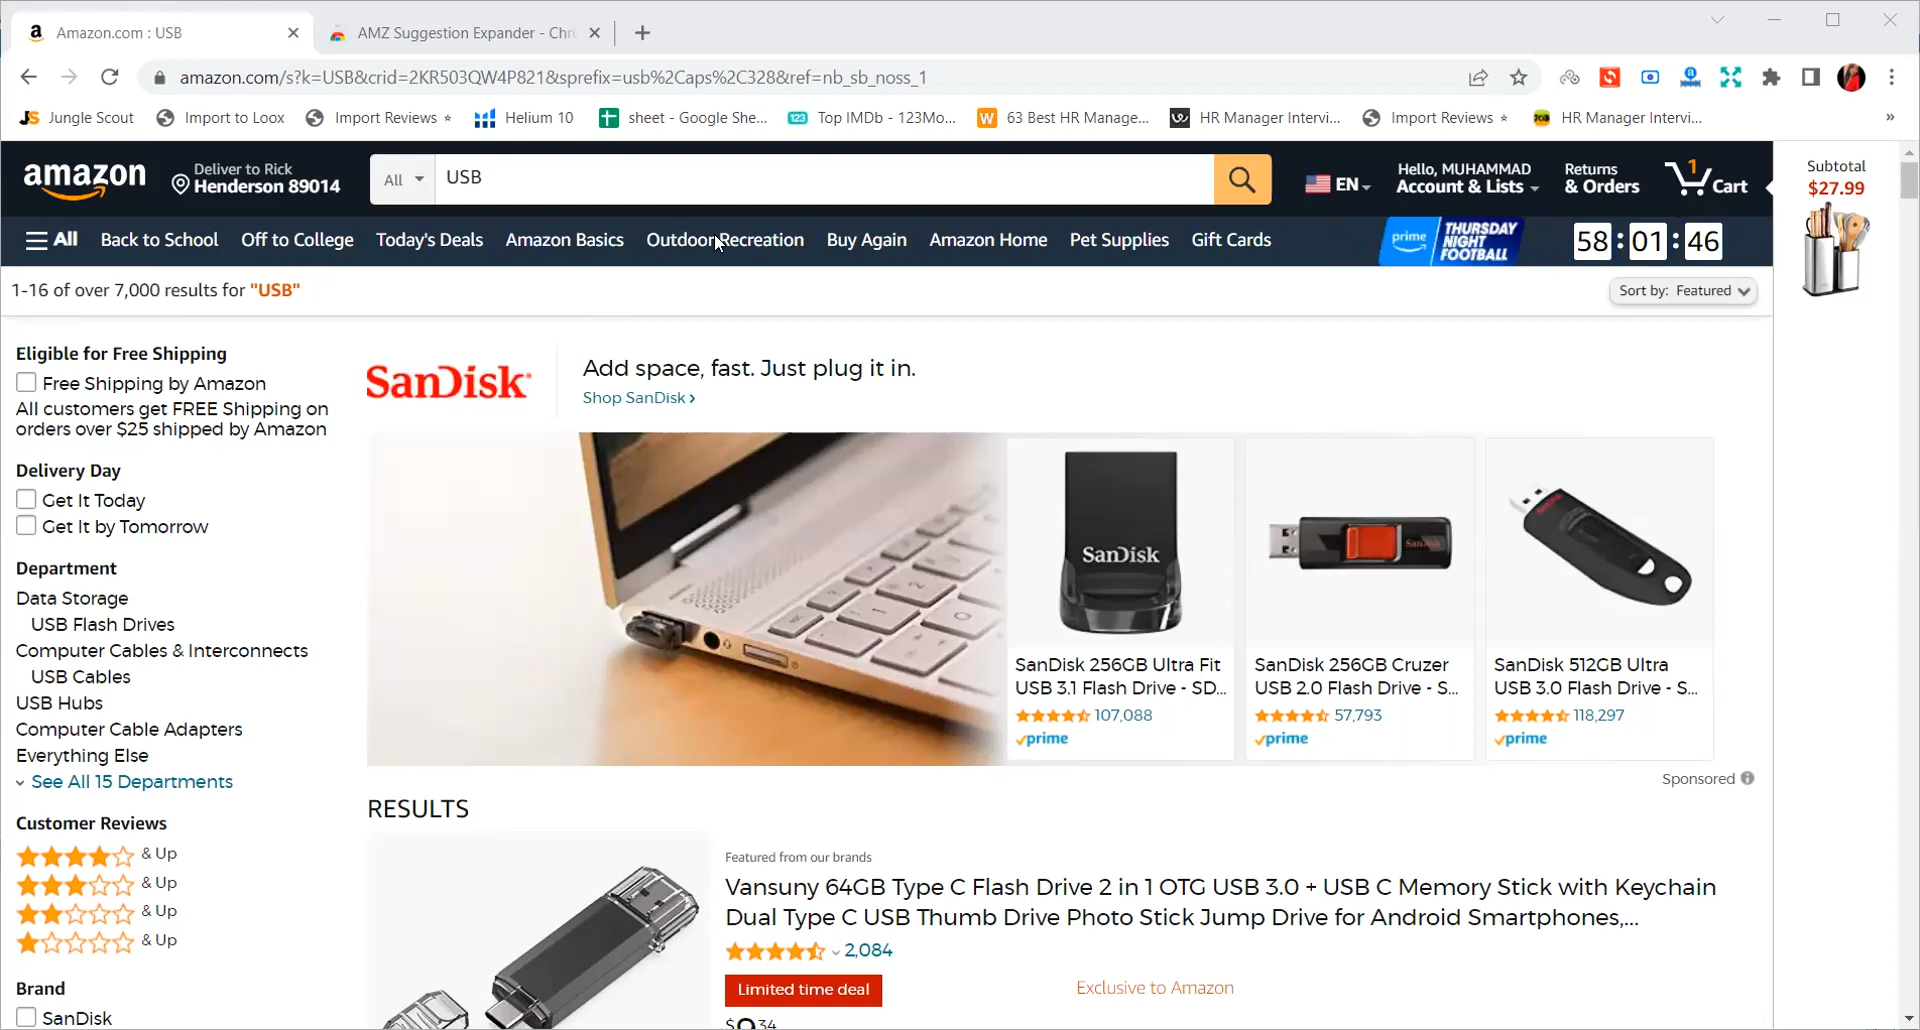 Amazon.com : USB
AMZ Suggestion Expander - Chr
amazon.com/s?k=USB&crid=2KR503QW4P821&sprefix=usb%2Caps%2C328&ref=nb_sb_noss_1
Jungle Scout
Import to Loox
Import Reviews ⭑
Helium 10
sheet - Google She...
Top IMDb - 123Mo...
63 Best HR Manage...
HR Manager Intervi...
Import Reviews ⭑
HR Manager Intervi...
»
amazon
Deliver to Rick
Henderson 89014
All
USB
EN
Hello, MUHAMMAD
Account & Lists
Returns
& Orders
1
Cart
Subtotal
$27.99
All
Back to School
Off to College
Today's Deals
Amazon Basics
Outdoor Recreation
Buy Again
Amazon Home
Pet Supplies
Gift Cards
prime
THURSDAY
NIGHT
FOOTBALL
58 : 01 : 46
1-16 of over 7,000 results for "USB"
Sort by: Featured
Eligible for Free Shipping
Free Shipping by Amazon
All customers get FREE Shipping on
orders over $25 shipped by Amazon
Delivery Day
Get It Today
Get It by Tomorrow
Department
Data Storage
USB Flash Drives
Computer Cables & Interconnects
USB Cables
USB Hubs
Computer Cable Adapters
Everything Else
See All 15 Departments
Customer Reviews
& Up
& Up
& Up
& Up
Brand
SanDisk
SanDisk
Add space, fast. Just plug it in.
Shop SanDisk ›
SanDisk
SanDisk 256GB Ultra Fit
USB 3.1 Flash Drive - SD...
107,088
prime
SanDisk 256GB Cruzer
USB 2.0 Flash Drive - S...
57,793
prime
SanDisk 512GB Ultra
USB 3.0 Flash Drive - S...
118,297
prime
Sponsored
RESULTS
Featured from our brands
Vansuny 64GB Type C Flash Drive 2 in 1 OTG USB 3.0 + USB C Memory Stick with Keychain
Dual Type C USB Thumb Drive Photo Stick Jump Drive for Android Smartphones,...
2,084
Limited time deal
Exclusive to Amazon
$9.34